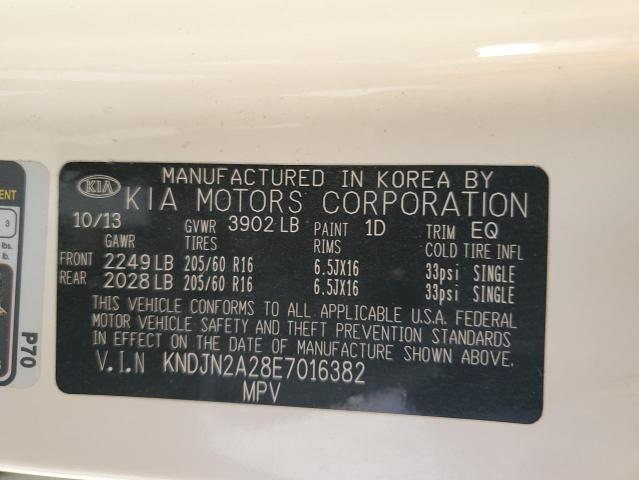 MANUFACTURED IN KOREA BY
KIA KIA MOTORS CORPORATION
10/13 GVWR 3902 LB PAINT 1D TRIM EQ
GAWR TIRES RIMS COLD TIRE INFL
FRONT 2249 LB 205/60 R16 6.5JX16 33psi SINGLE
REAR 2028 LB 205/60 R16 6.5JX16 33psi SINGLE
THIS VEHICLE CONFORMS TO ALL APPLICABLE U.S.A. FEDERAL
MOTOR VEHICLE SAFETY AND THEFT PREVENTION STANDARDS
IN EFFECT ON THE DATE OF MANUFACTURE SHOWN ABOVE.
V.I.N KNDJN2A28E7016382
MPV
3
lbs.
lb.
P70